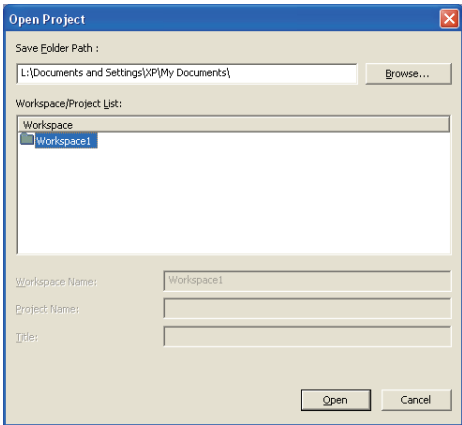 Open Project
Save Folder Path :
L:\Documents and Settings\XP\My Documents\
Browse...
Workspace/Project List:
Workspace
Workspace1
Workspace Name:
Workspace1
Project Name:
Title:
Open
Cancel